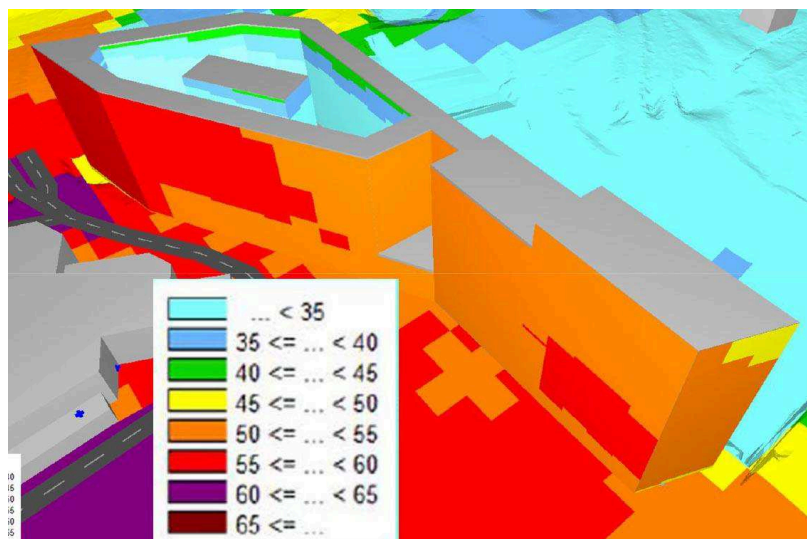 ... < 35
35 <= ... < 40
40 <= ... < 45
45 <= ... < 50
50 <= ... < 55
55 <= ... < 60
60 <= ... < 65
65 <= ...